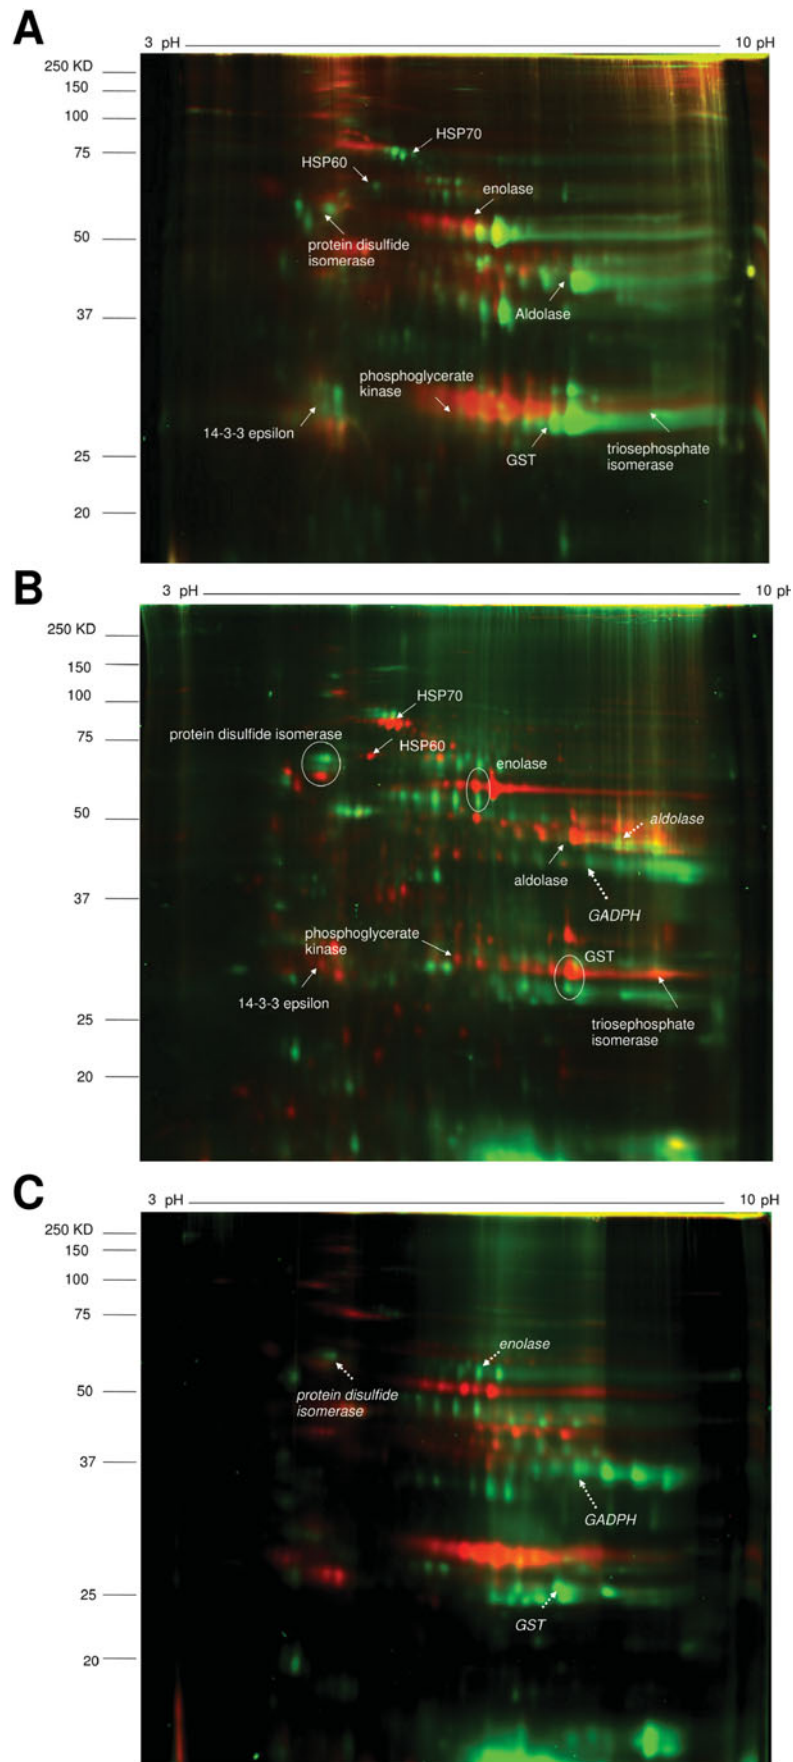 A
3 pH
10 pH
250 KD
150
100
75
50
37
25
20
HSP70
HSP60
enolase
protein disulfide
isomerase
Aldolase
phosphoglycerate
kinase
14-3-3 epsilon
GST
triosephosphate
isomerase
B
3 pH
10 pH
250 KD
150
100
75
50
37
25
20
HSP70
protein disulfide isomerase
HSP60
enolase
aldolase
aldolase
GADPH
phosphoglycerate
kinase
GST
14-3-3 epsilon
triosephosphate
isomerase
C
3 pH
10 pH
250 KD
150
100
75
50
37
25
20
enolase
protein disulfide
isomerase
GADPH
GST